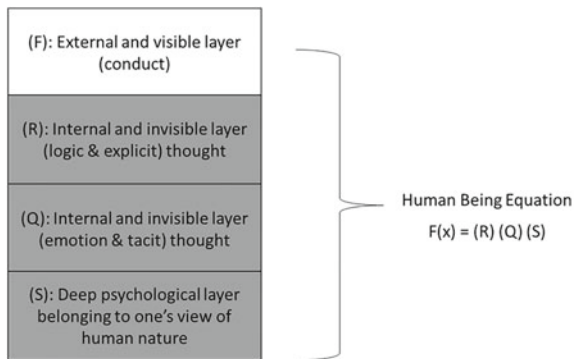 (F): External and visible layer
(conduct)
(R): Internal and invisible layer
(logic & explicit) thought
(Q): Internal and invisible layer
(emotion & tacit) thought
(S): Deep psychological layer
belonging to one's view of
human nature
Human Being Equation
F(x) = (R) (Q) (S)